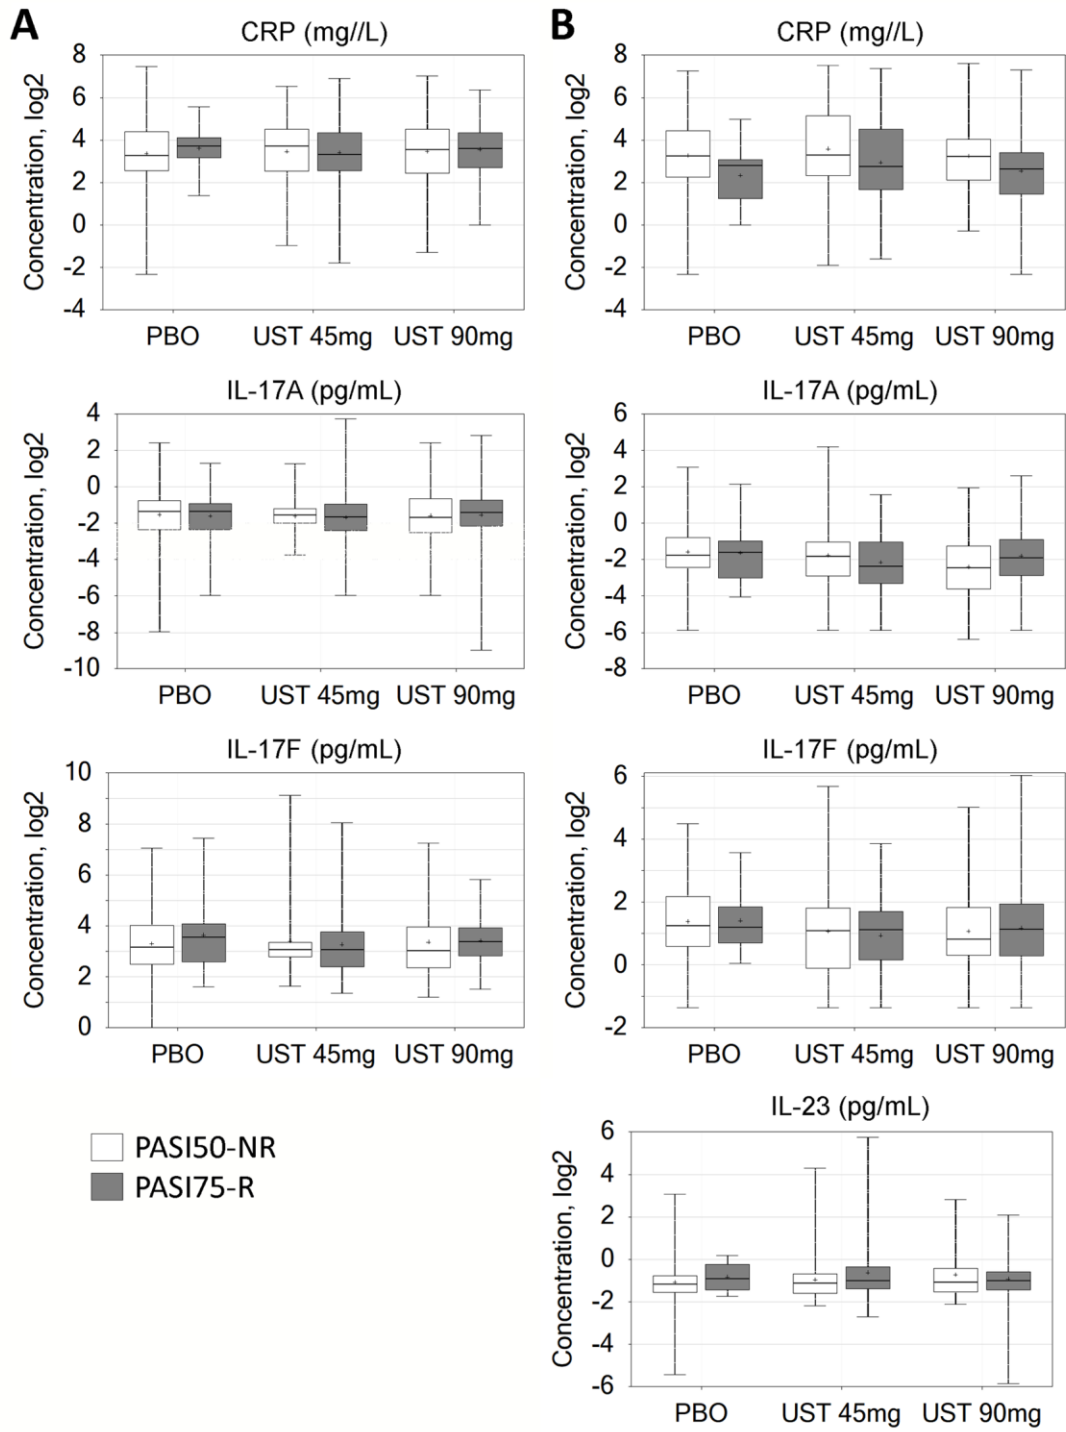 A
CRP (mg//L)
Concentration, log2
8
6
4
2
0
-2
-4
PBO
UST 45mg
UST 90mg
IL-17A (pg/mL)
Concentration, log2
4
2
0
-2
-4
-6
-8
-10
PBO
UST 45mg
UST 90mg
IL-17F (pg/mL)
Concentration, log2
10
8
6
4
2
0
PBO
UST 45mg
UST 90mg
PASI50-NR
PASI75-R
B
CRP (mg//L)
Concentration, log2
8
6
4
2
0
-2
-4
PBO
UST 45mg
UST 90mg
IL-17A (pg/mL)
Concentration, log2
6
4
2
0
-2
-4
-6
-8
PBO
UST 45mg
UST 90mg
IL-17F (pg/mL)
Concentration, log2
6
4
2
0
-2
PBO
UST 45mg
UST 90mg
IL-23 (pg/mL)
Concentration, log2
6
4
2
0
-2
-4
-6
PBO
UST 45mg
UST 90mg